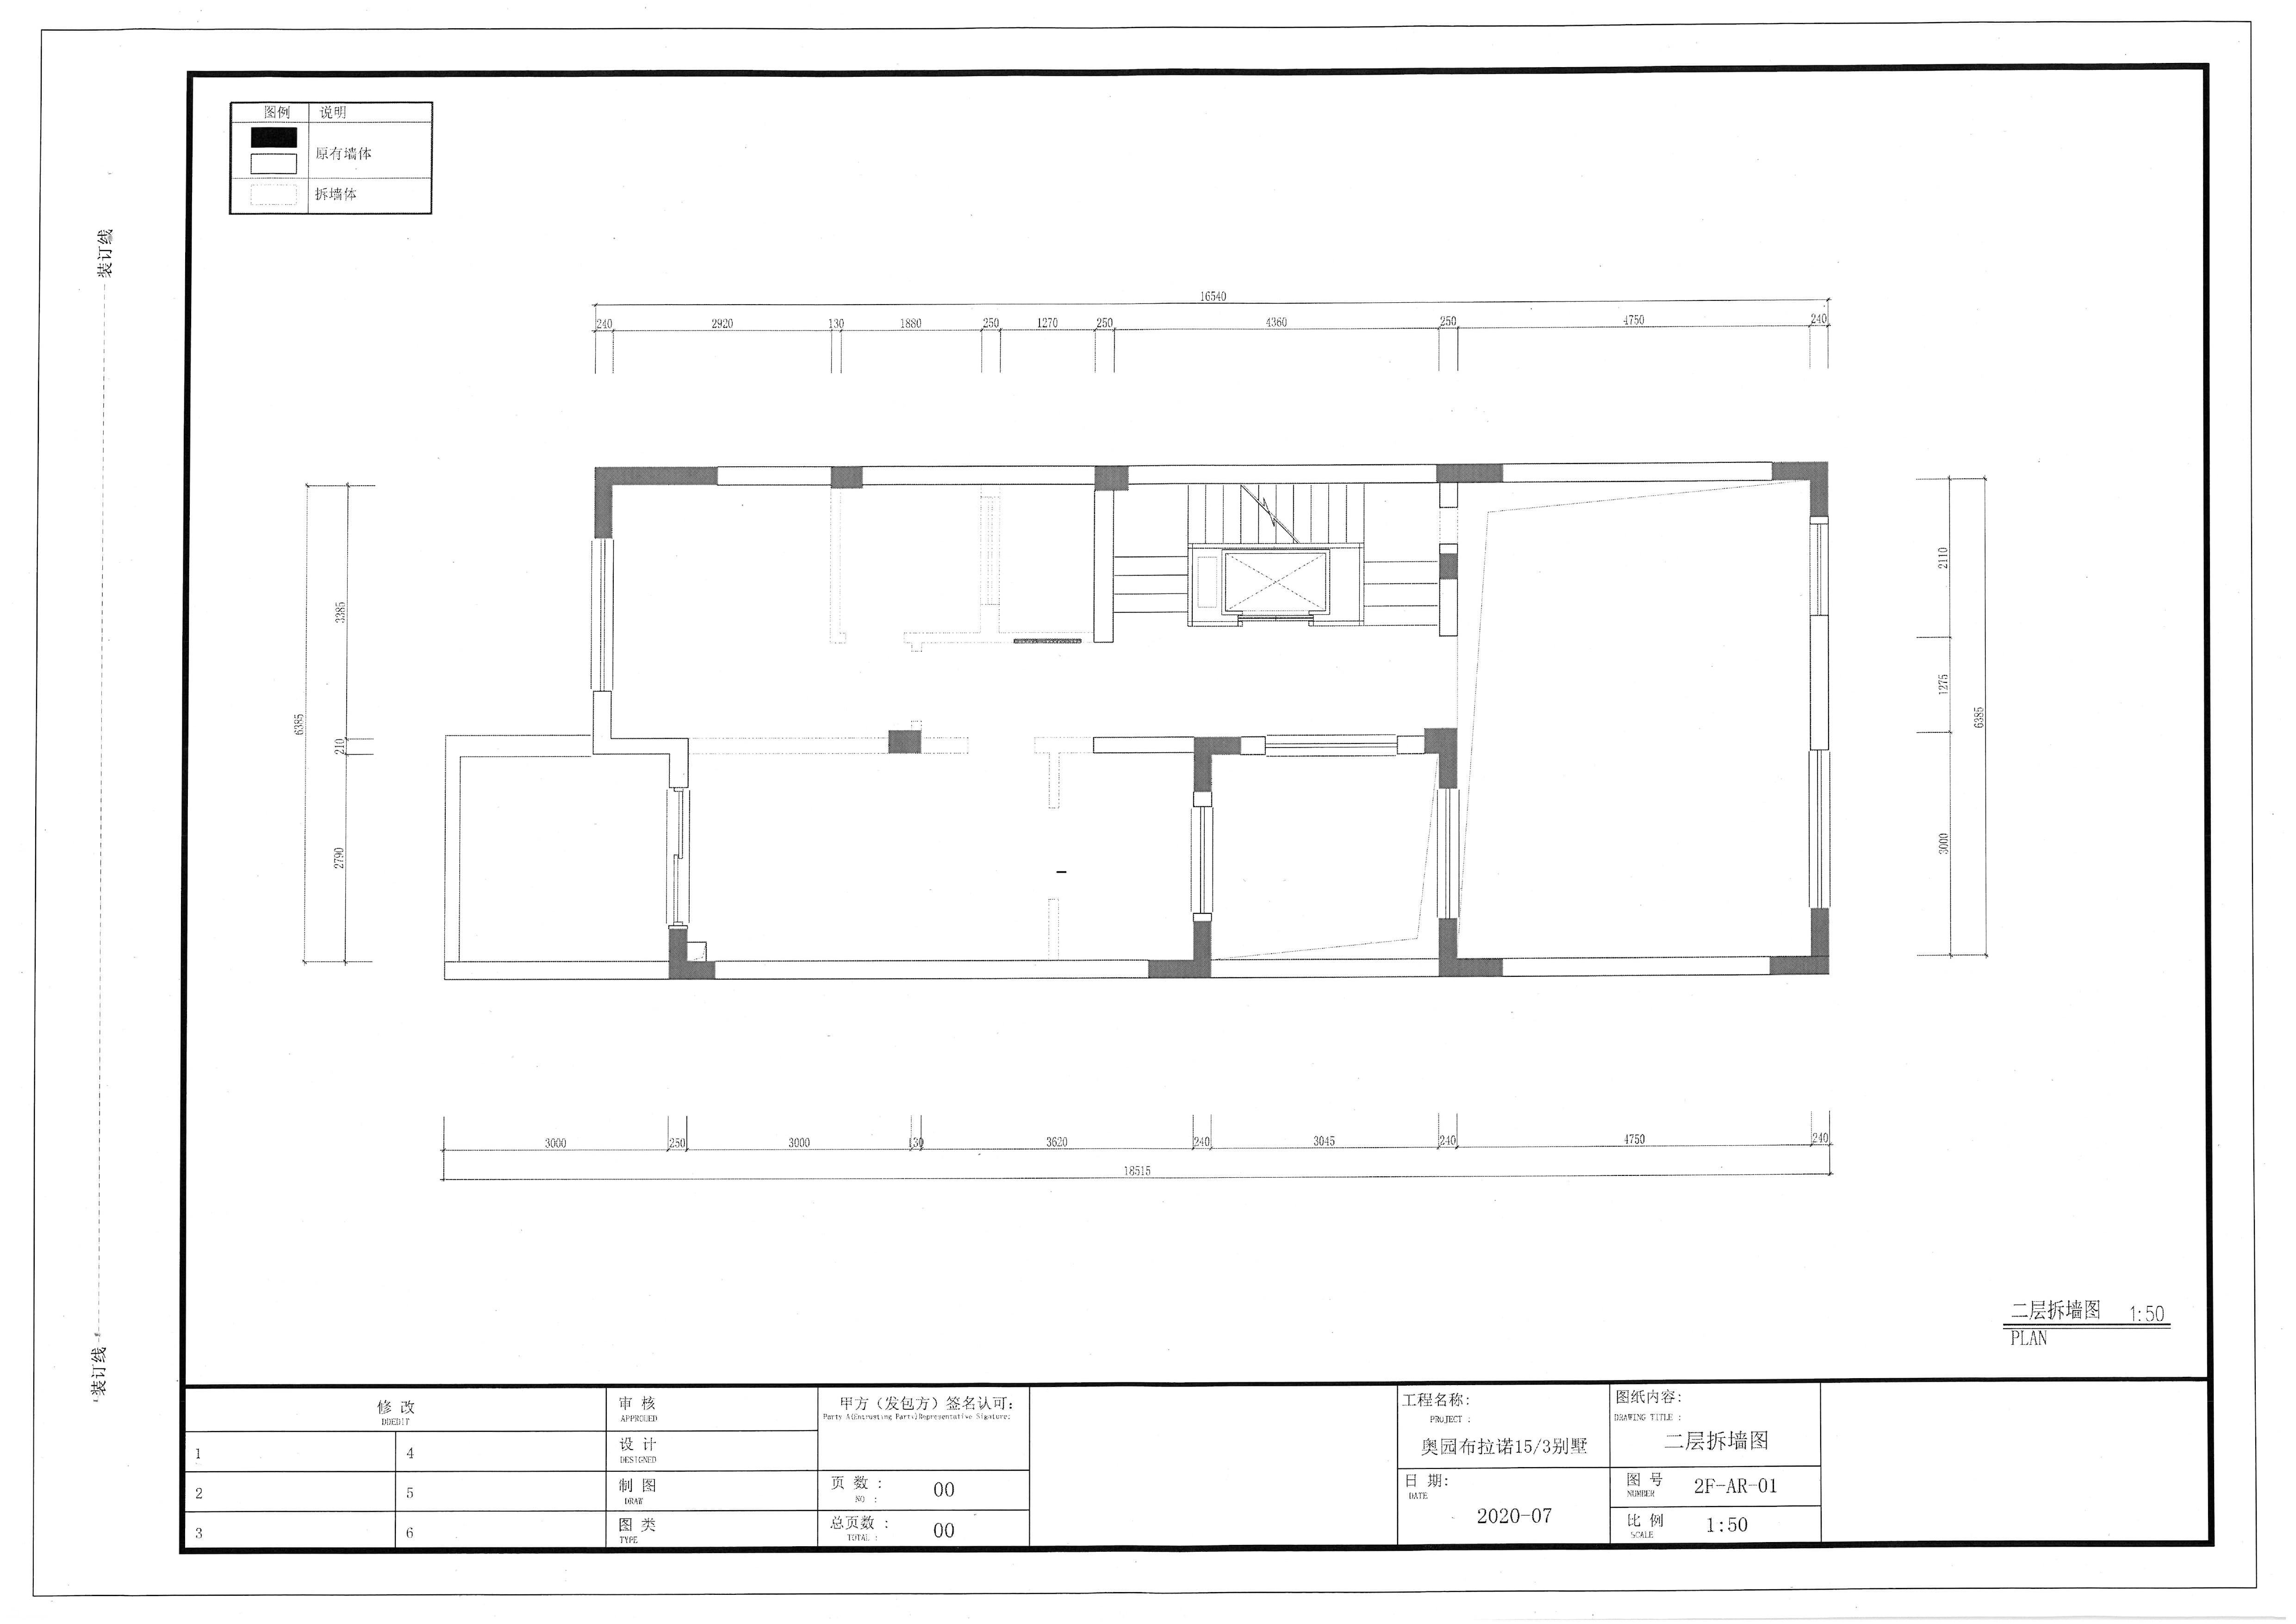 图例 说明
原有墙体
拆墙体
装订线
装订线
16540
240 2920 130 1880 250 1270 250 4360 250 4750 240
6385
3385
210
2790
2110
1275
3000
6385
3000 250 3000 130 3620 240 3045 240 4750 240
18515
二层拆墙图 1:50
PLAN
修 改
DDEDIT
1 4
2 5
3 6
审 核
APPROUED
设 计
DESIGNED
制 图
DRAW
图 类
TYPE
甲方（发包方）签名认可：
Party A(Entrusting Party)Representative Sigature:
页 数 ： 00
NO ：
总页数 ： 00
TOTAL ：
工程名称:
PROJECT :
奥园布拉诺15/3别墅
日 期:
DATE
2020-07
图纸内容:
DRAWING TITLE :
二层拆墙图
图 号 2F-AR-01
NUMBER
比 例 1:50
SCALE